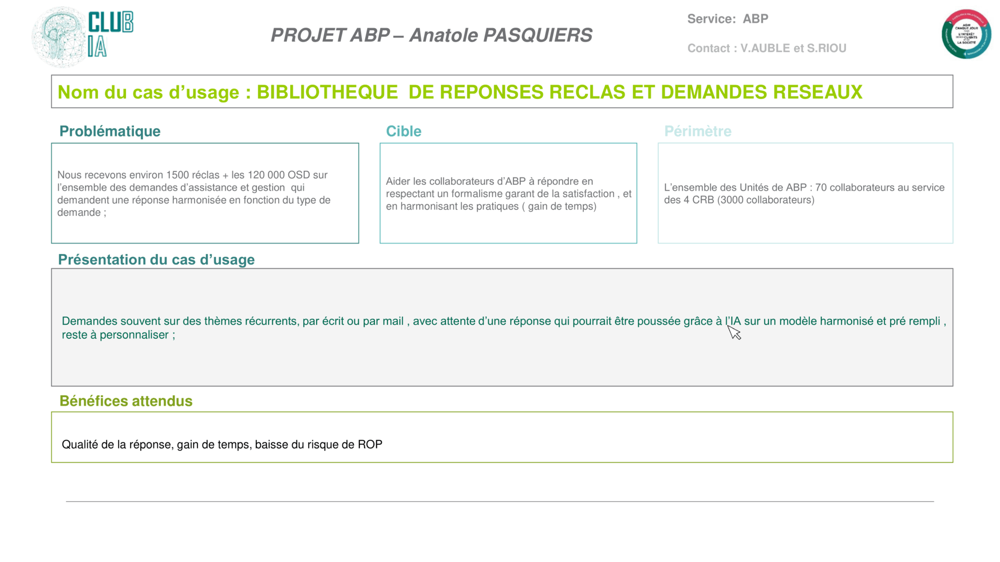 CLUB
IA
PROJET ABP – Anatole PASQUIERS
Service:  ABP
Contact : V.AUBLE et S.RIOU
AGIR
CHAQUE JOUR
DANS
L'INTÉRÊT
DE NOS CLIENTS
ET DE
LA SOCIÉTÉ
Nom du cas d’usage : BIBLIOTHEQUE  DE REPONSES RECLAS ET DEMANDES RESEAUX
Problématique
Nous recevons environ 1500 réclas + les 120 000 OSD sur
l’ensemble des demandes d’assistance et gestion  qui
demandent une réponse harmonisée en fonction du type de
demande ;
Cible
Aider les collaborateurs d’ABP à répondre en
respectant un formalisme garant de la satisfaction , et
en harmonisant les pratiques ( gain de temps)
Périmètre
L’ensemble des Unités de ABP : 70 collaborateurs au service
des 4 CRB (3000 collaborateurs)
Présentation du cas d’usage
Demandes souvent sur des thèmes récurrents, par écrit ou par mail , avec attente d’une réponse qui pourrait être poussée grâce à l’IA sur un modèle harmonisé et pré rempli ,
reste à personnaliser ;
Bénéfices attendus
Qualité de la réponse, gain de temps, baisse du risque de ROP